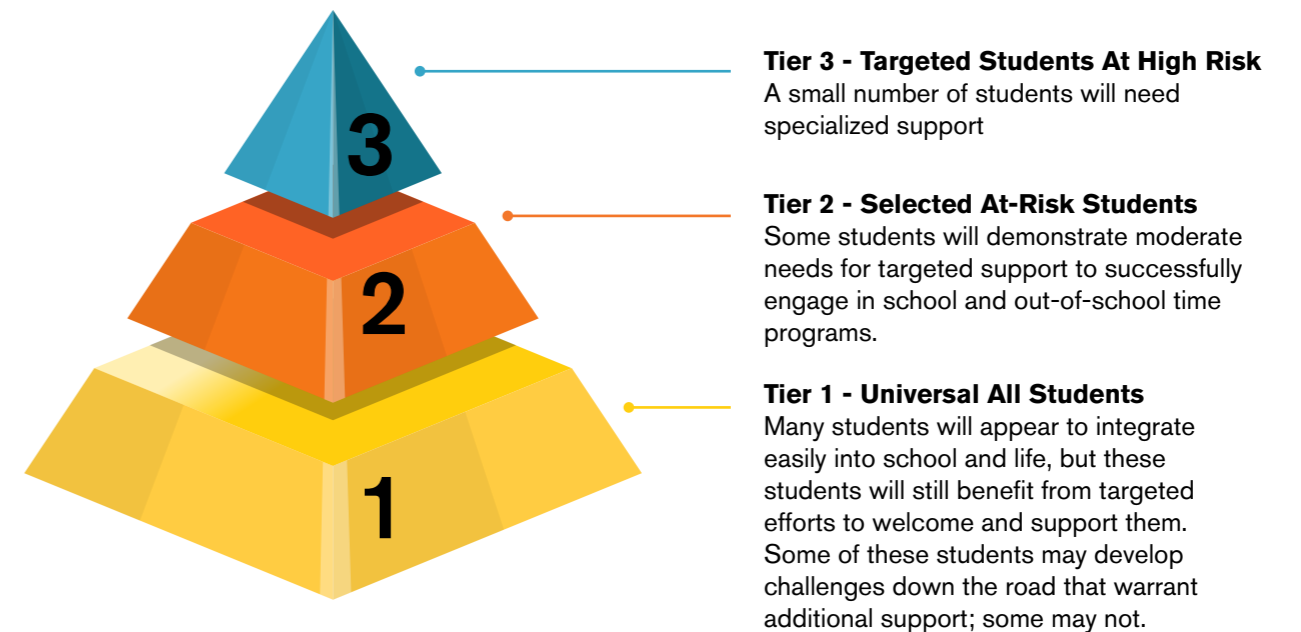 3
Tier 3 - Targeted Students At High Risk
A small number of students will need
specialized support
2
Tier 2 - Selected At-Risk Students
Some students will demonstrate moderate
needs for targeted support to successfully
engage in school and out-of-school time
programs.
1
Tier 1 - Universal All Students
Many students will appear to integrate
easily into school and life, but these
students will still benefit from targeted
efforts to welcome and support them.
Some of these students may develop
challenges down the road that warrant
additional support; some may not.